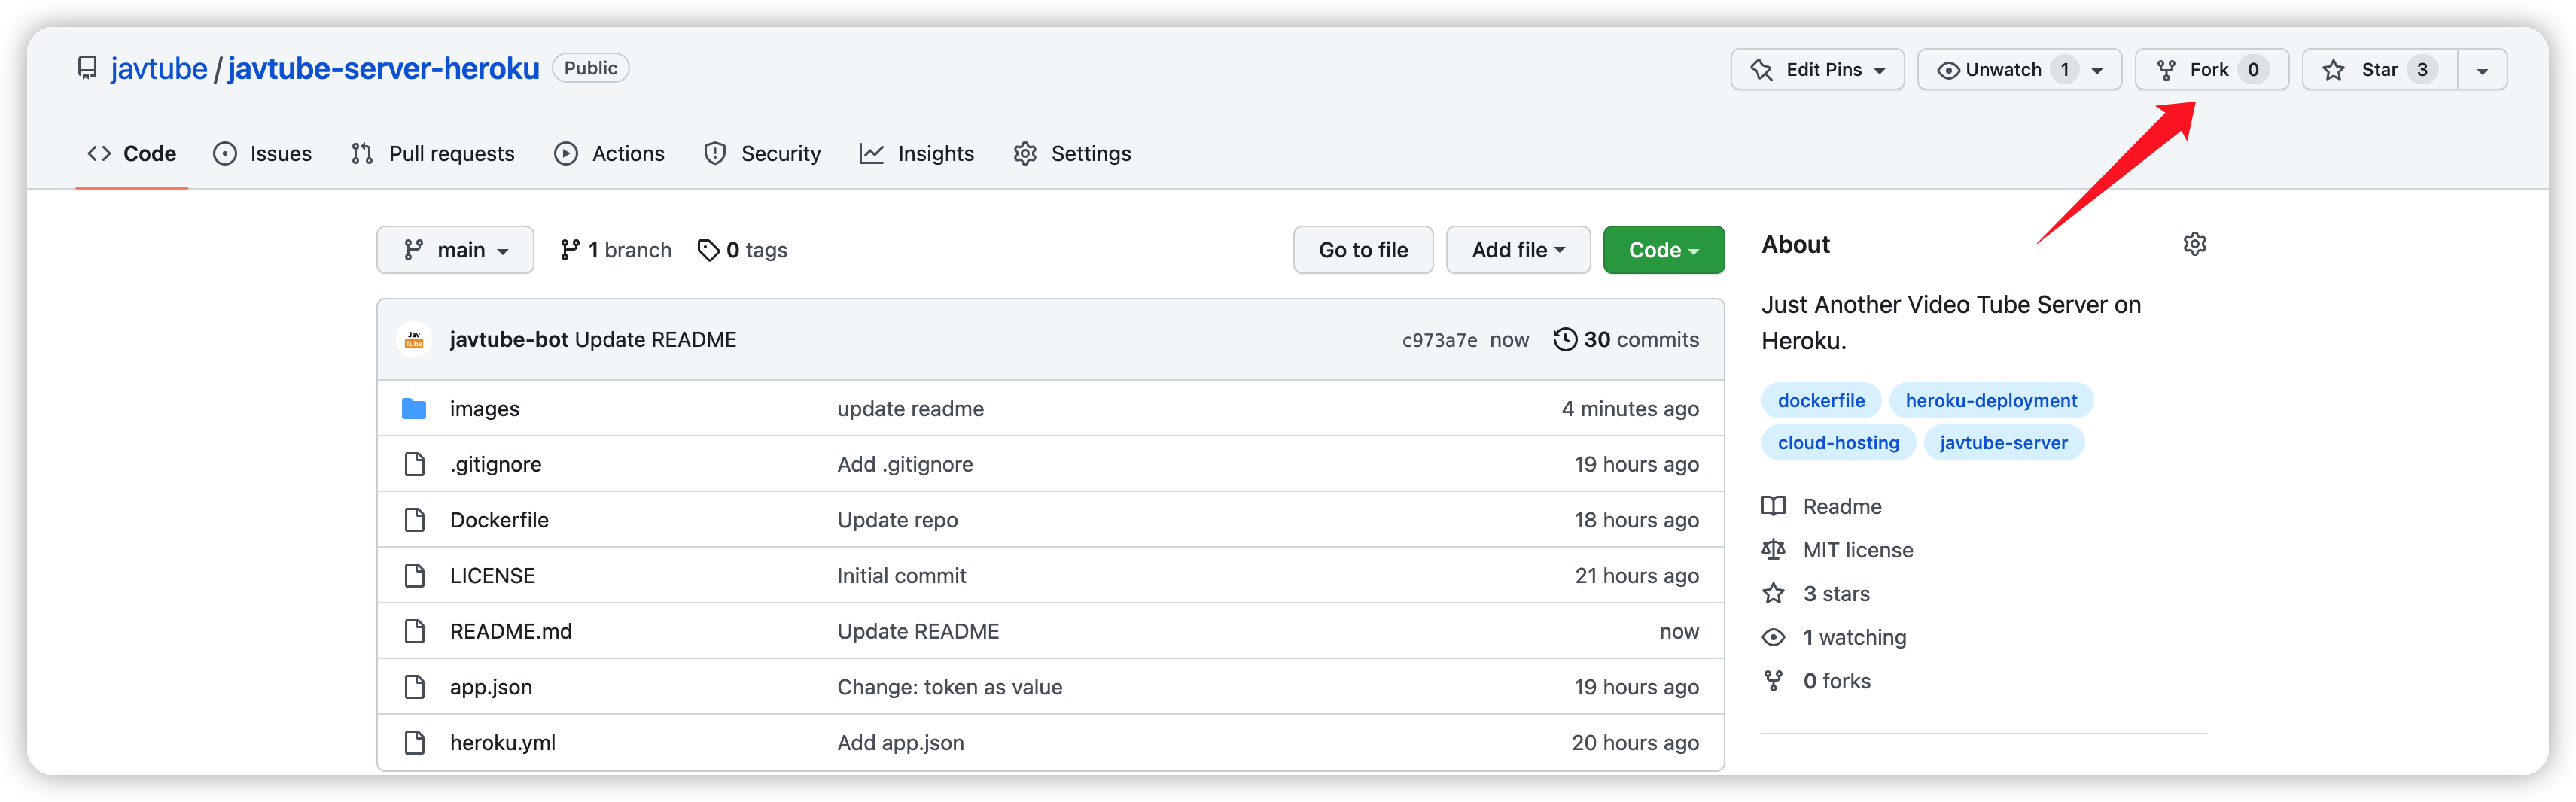 javtube / javtube-server-heroku Public Edit Pins Unwatch 1 Fork 0 Star 3
Code Issues Pull requests Actions Security Insights Settings
main 1 branch 0 tags Go to file Add file Code
About
Just Another Video Tube Server on
Heroku.
dockerfile heroku-deployment
cloud-hosting javtube-server
Readme
MIT license
3 stars
1 watching
0 forks
Jav
Tube
javtube-bot Update README c973a7e now 30 commits
images update readme 4 minutes ago
.gitignore Add .gitignore 19 hours ago
Dockerfile Update repo 18 hours ago
LICENSE Initial commit 21 hours ago
README.md Update README now
app.json Change: token as value 19 hours ago
heroku.yml Add app.json 20 hours ago